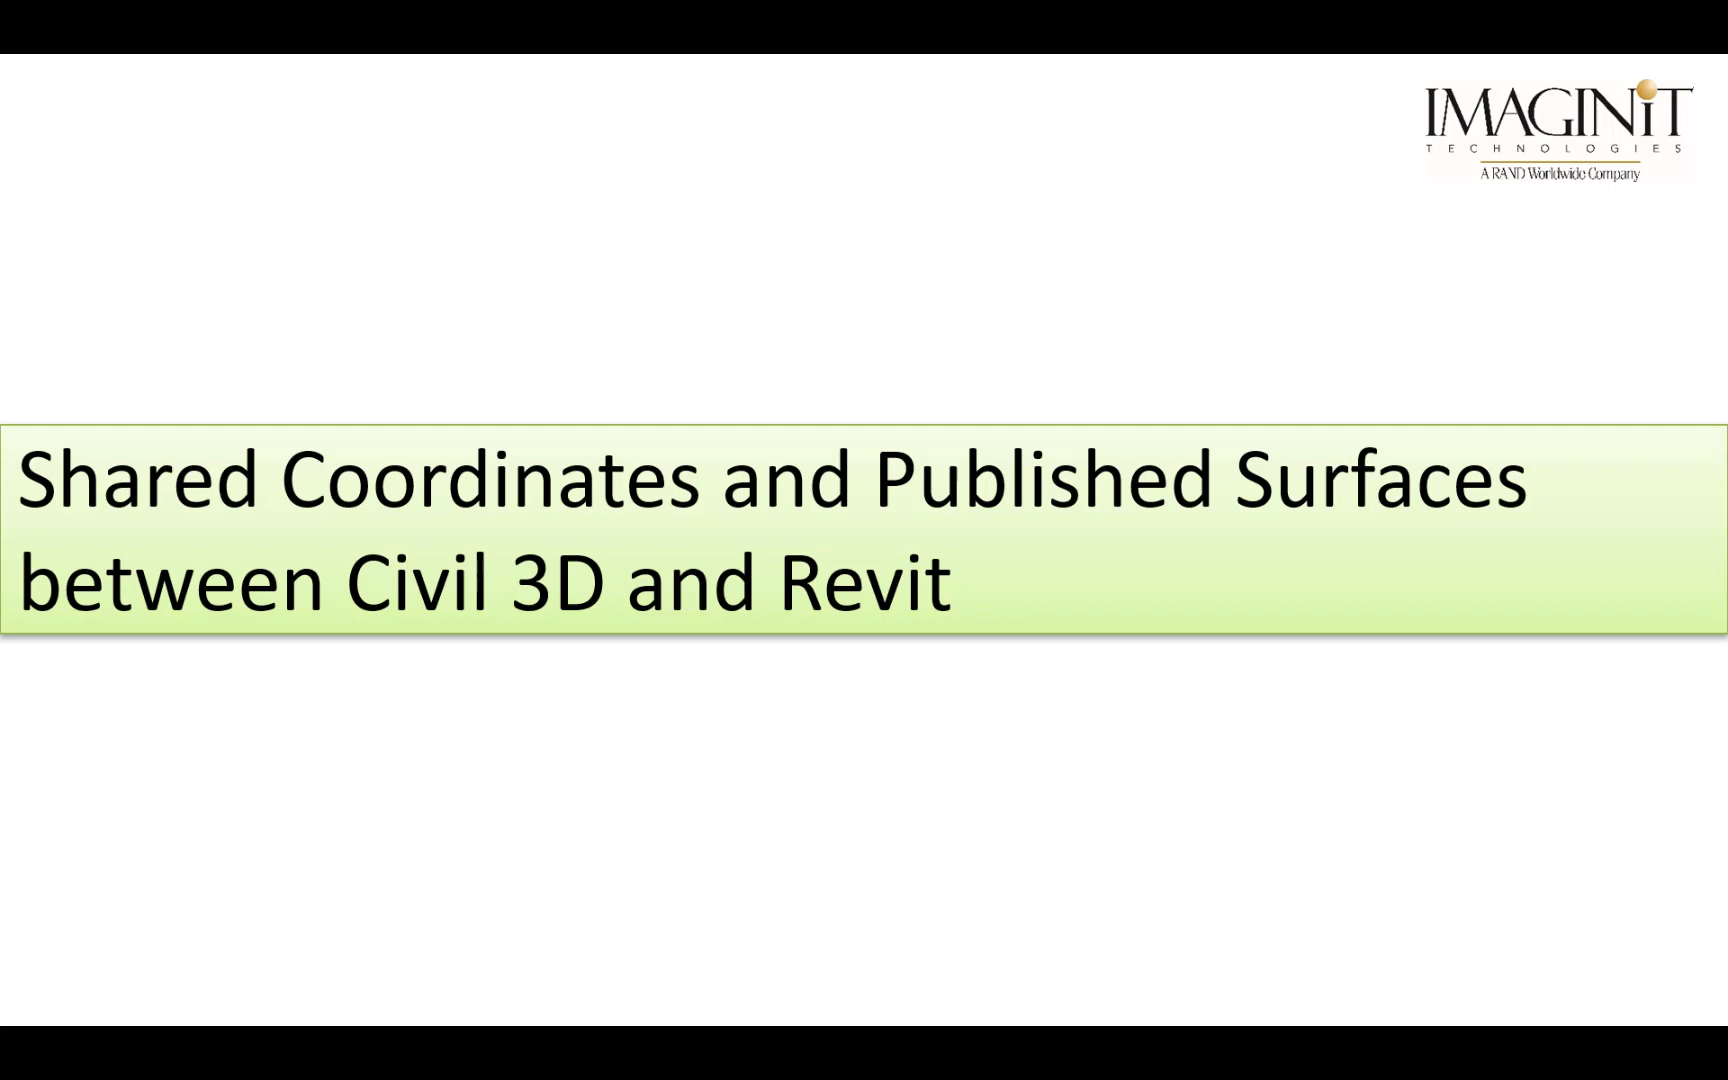 IMAGINiT
TECHNOLOGIES
A RAND Worldwide Company
Shared Coordinates and Published Surfaces
between Civil 3D and Revit